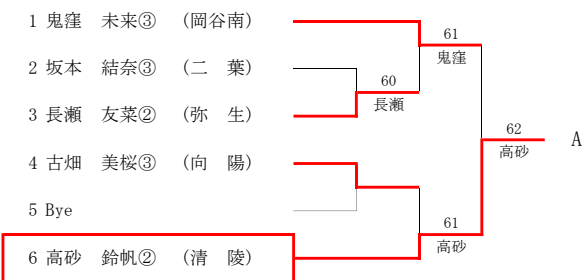 1 鬼窪　未来③　(岡谷南)
61
鬼窪
2 坂本　結奈③　(二　葉)
60
長瀬
3 長瀬　友菜②　(弥　生)
62
高砂
A
4 古畑　美桜③　(向　陽)
5 Bye
61
高砂
6 高砂　鈴帆②　(清　陵)